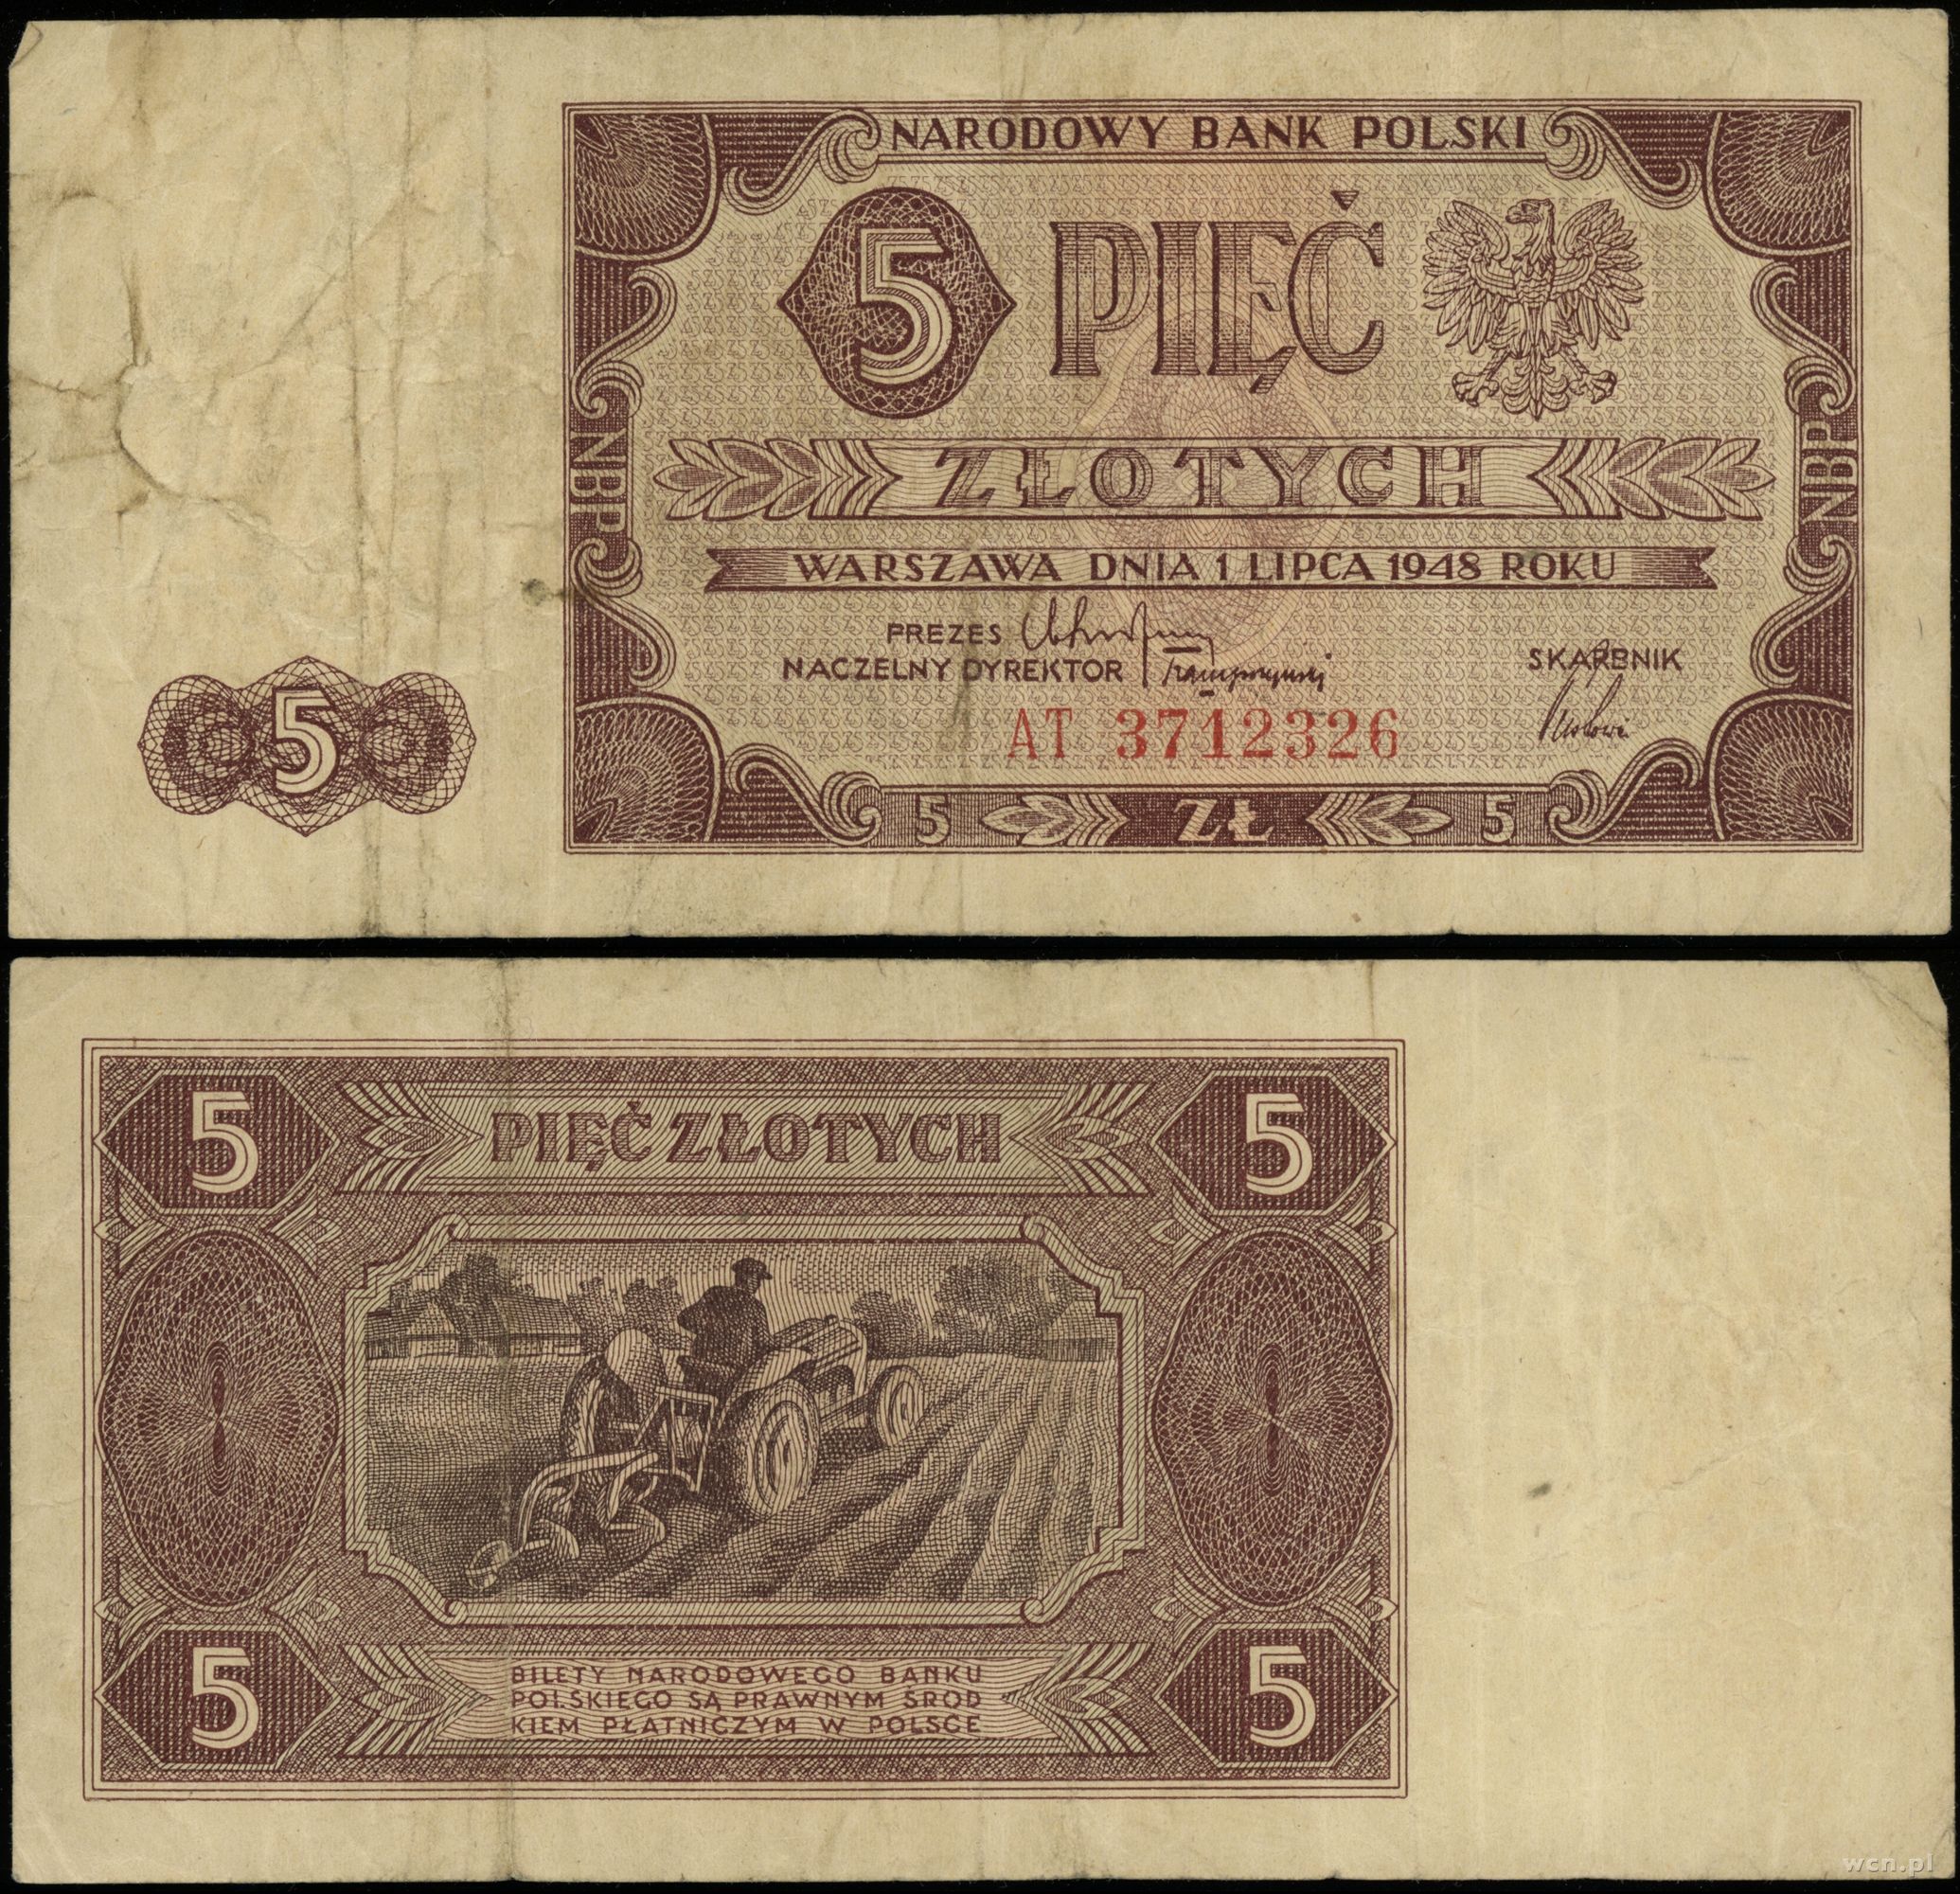 NARODOWY BANK POLSKI
5 PIĘĆ
ZŁOTYCH
WARSZAWA DNIA 1 LIPCA 1948 ROKU
PREZES
NACZELNY DYREKTOR
SKARBNIK
AT 3712326
5 ZŁ 5
NBP
NBP
5
5 PIĘĆ ZŁOTYCH 5
5 BILETY NARODOWEGO BANKU
POLSKIEGO SĄ PRAWNYM ŚROD
KIEM PŁATNICZYM W POLSCE 5
wcn.pl